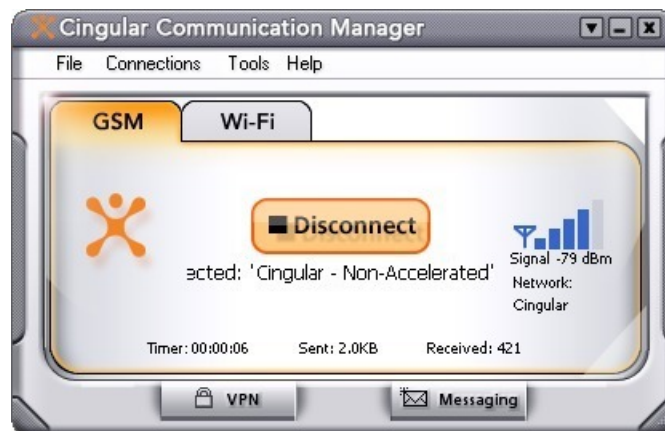 Cingular Communication Manager
File Connections Tools Help
GSM Wi-Fi
Disconnect
ected: 'Cingular - Non-Accelerated'
Signal -79 dBm
Network:
Cingular
Timer: 00:00:06 Sent: 2.0KB Received: 421
VPN Messaging